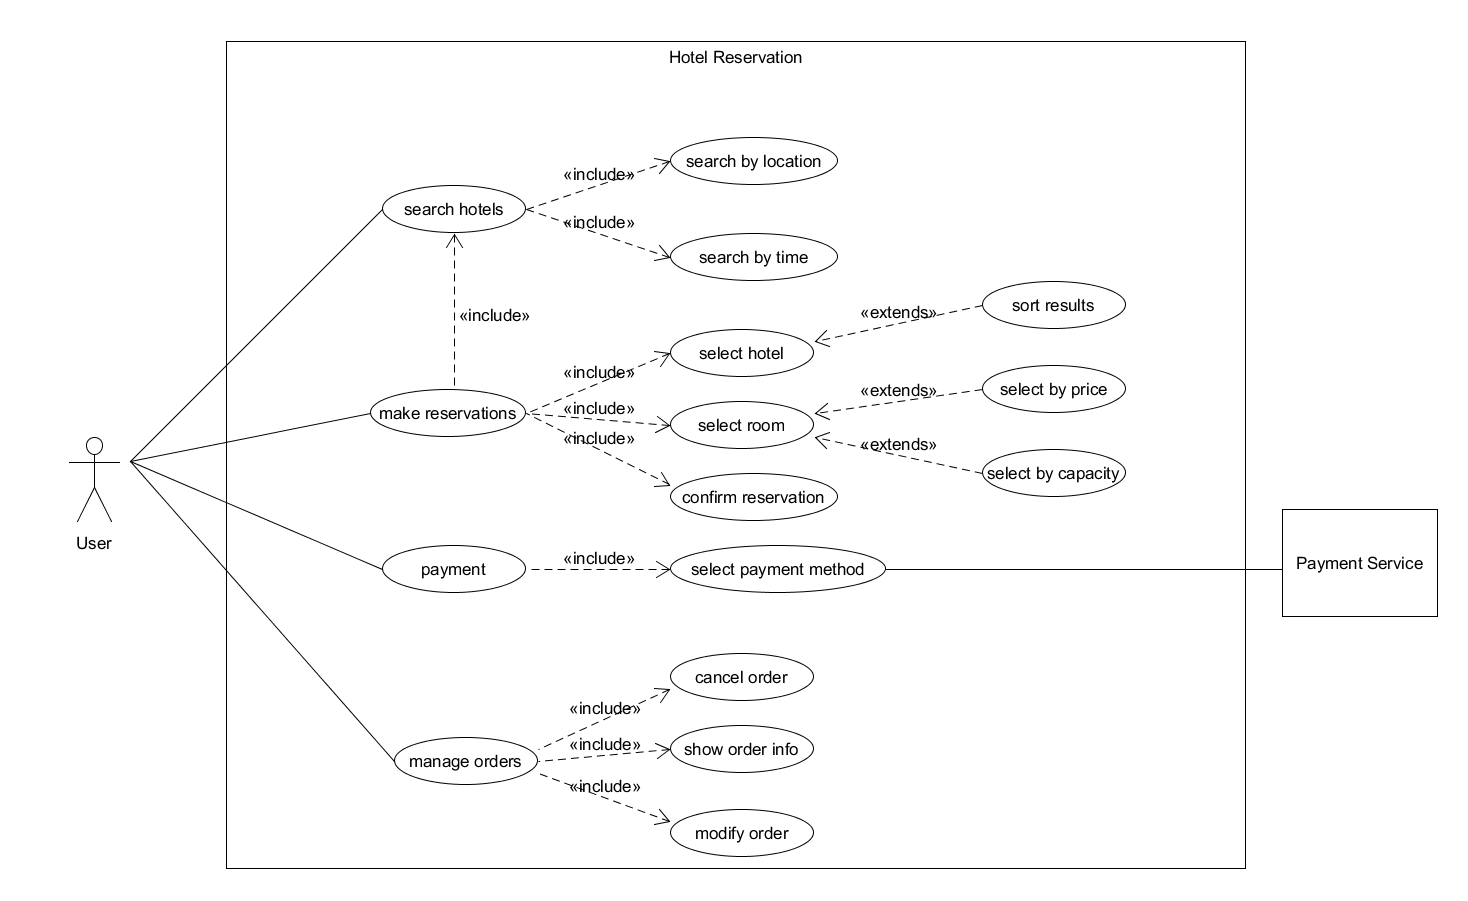 Hotel Reservation
search by location
«include»
search hotels
«include»
search by time
sort results
«include»
«extends»
select hotel
«include»
select by price
«extends»
make reservations
«include»
select room
«include»
«extends»
select by capacity
confirm reservation
User
payment
«include»
select payment method
Payment Service
cancel order
«include»
«include»
show order info
manage orders
«include»
modify order